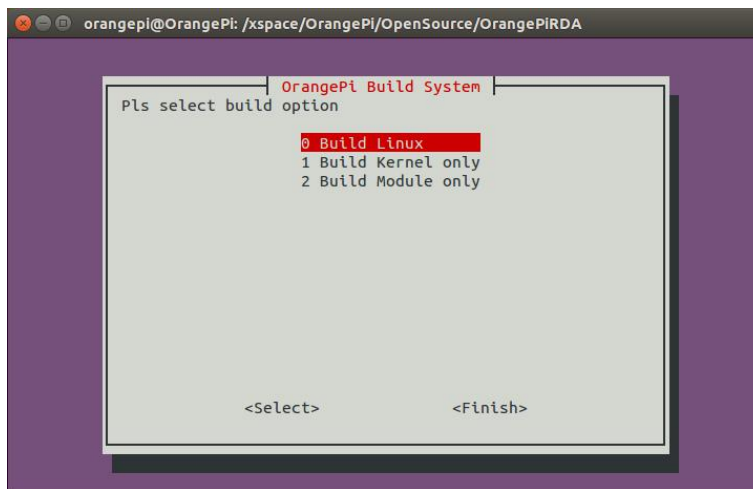 orangepi@OrangePi: /xspace/OrangePi/OpenSource/OrangePiRDA
OrangePi Build System
Pls select build option
0 Build Linux
1 Build Kernel only
2 Build Module only
<Select> <Finish>